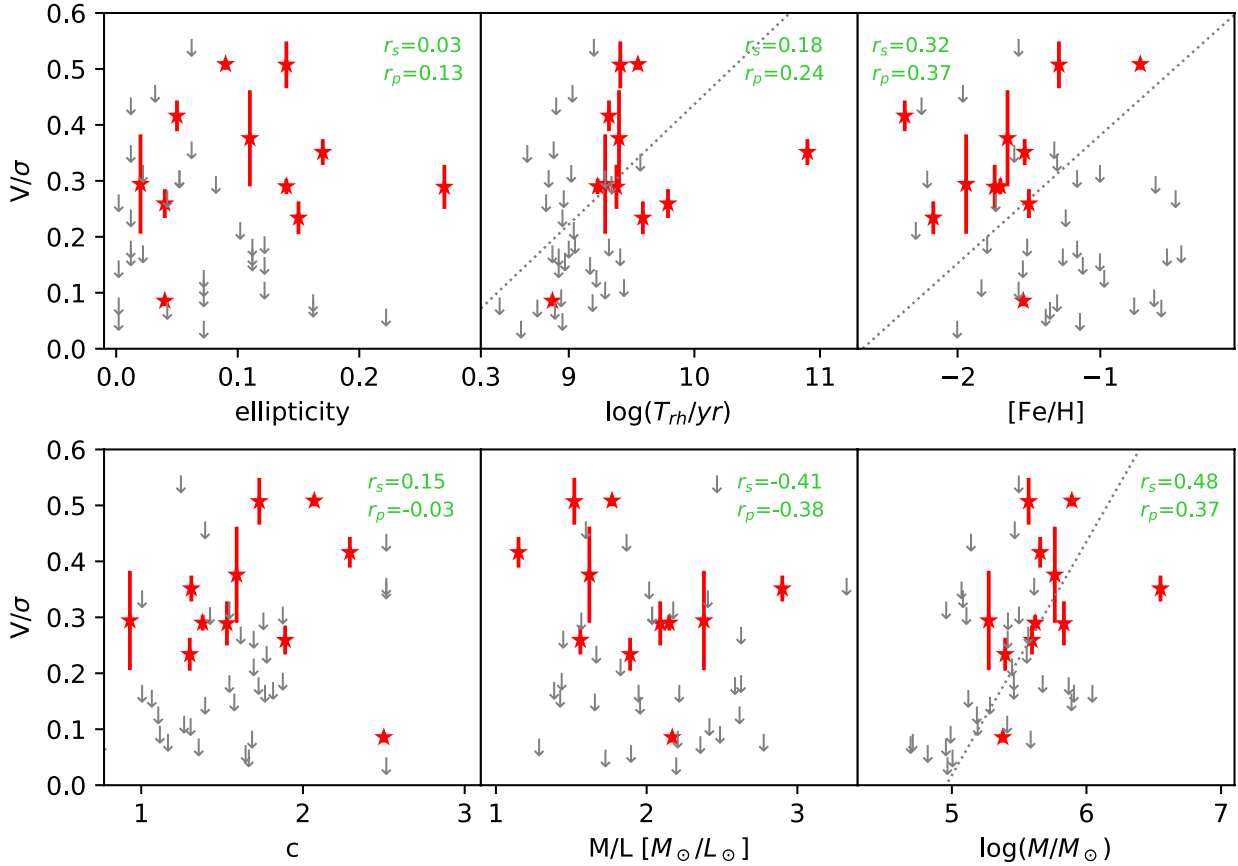 0.6
0.5
0.4
0.3
0.2
0.1
0.0
V/σ
r_s=0.03
r_p=0.13
r_s=0.18
r_p=0.24
r_s=0.32
r_p=0.37
0.0 0.1 0.2 0.3
9 10 11
−2 −1
ellipticity
log(T_rh/yr)
[Fe/H]
0.6
0.5
0.4
0.3
0.2
0.1
0.0
V/σ
r_s=0.15
r_p=-0.03
r_s=-0.41
r_p=-0.38
r_s=0.48
r_p=0.37
1 2 3
1 2 3
5 6 7
c
M/L [M_⊙/L_⊙]
log(M/M_⊙)